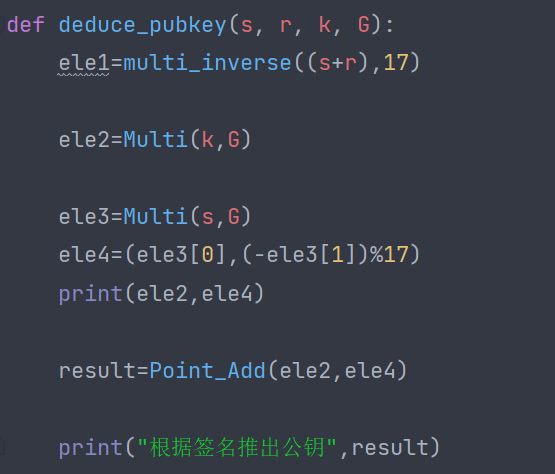 def deduce_pubkey(s, r, k, G):
    ele1=multi_inverse((s+r),17)
    ele2=Multi(k,G)
    ele3=Multi(s,G)
    ele4=(ele3[0],(-ele3[1])%17)
    print(ele2,ele4)
    result=Point_Add(ele2,ele4)
    print("根据签名推出公钥",result)